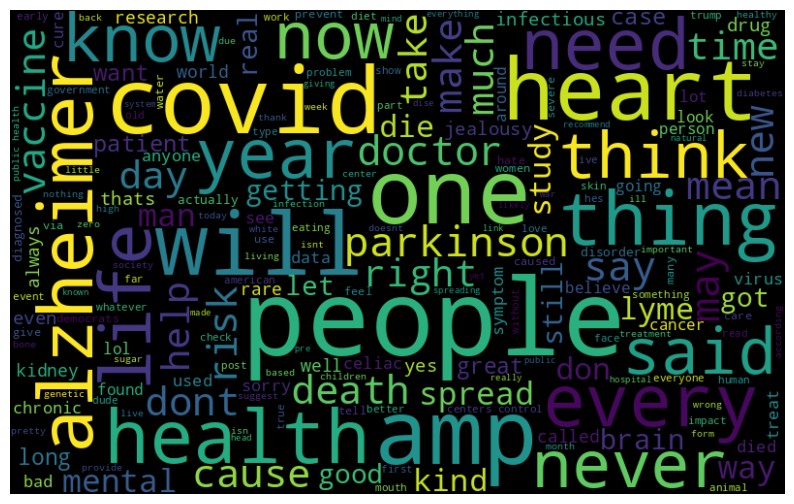 early back research work prevent diet mind everything infectious case drug trump healthy
cure due know now take make need time stay
want real much heart
world problem show around water severe diabetes
government giving
vaccine alzheimer covid system thank week part dise lot
old type die look recommend natural
patient year jealousy person think new
public health little anyone doctor hate study ive
day center women skin going mean
nothing thats getting one hes ill
diagnosed high actually infection likely
via zero man today see white isnt eating doesnt link love thing
always will use data parkinson caused disorder important
life society living let right symptom say many
event far american rare feel still believe virus
known people without something
even whatever help risk spreading lyme may got
give made check face cancer care
bone democrats lol pre treatment read according
kidney sugar post based well celiac yes great don public said
genetic found used sorry children really hospital everyone human
chronic dude dont suggest death spread every
pretty live true tell better centers control called wrong treat
isn impact
long health amp brain died form
head first month
bad mental provide cause good mouth kind never way animal